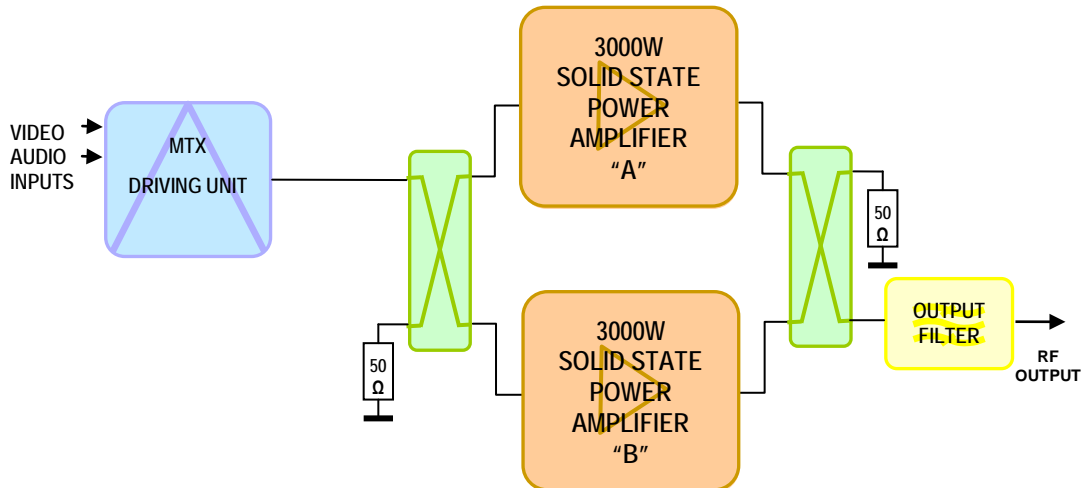 VIDEO
AUDIO
INPUTS
MTX
DRIVING UNIT
3000W
SOLID STATE
POWER
AMPLIFIER
“A”
50
Ω
50
Ω
3000W
SOLID STATE
POWER
AMPLIFIER
“B”
OUTPUT
FILTER
RF
OUTPUT